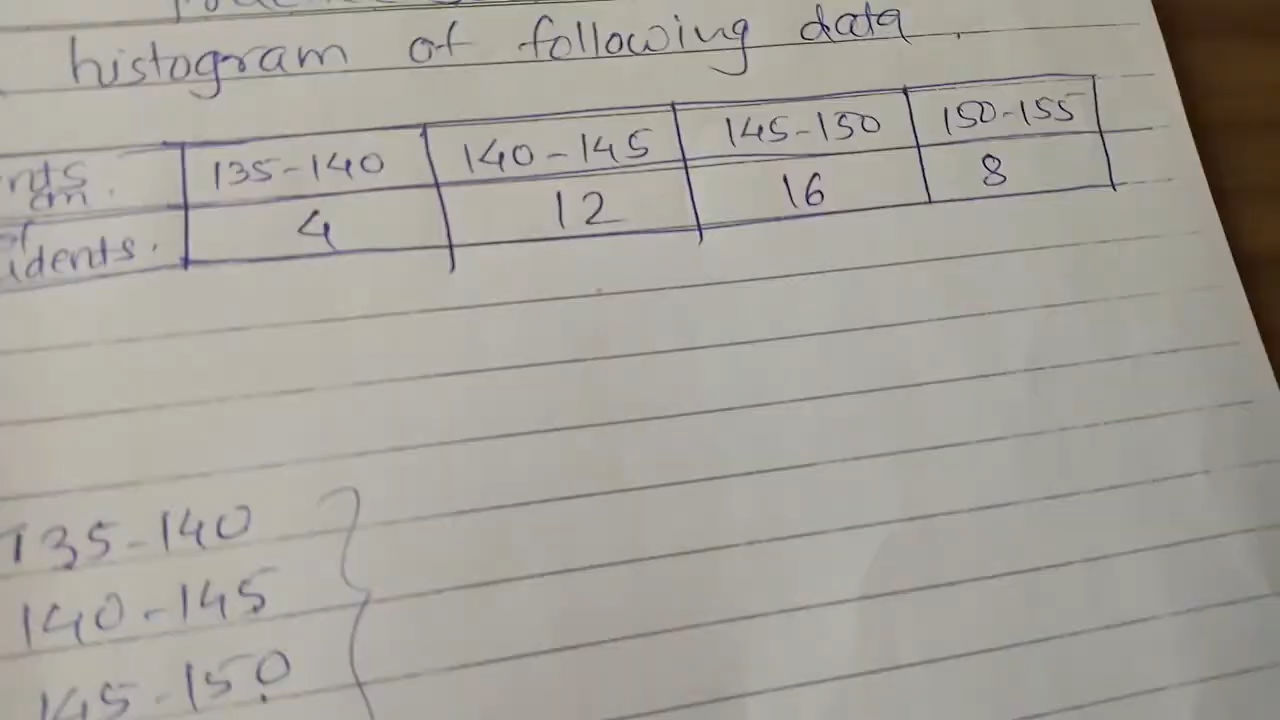 histogram of following data.
cm. 135-140 140-145 145-150 150-155
4 12 16 8
135-140
140-145
145-150